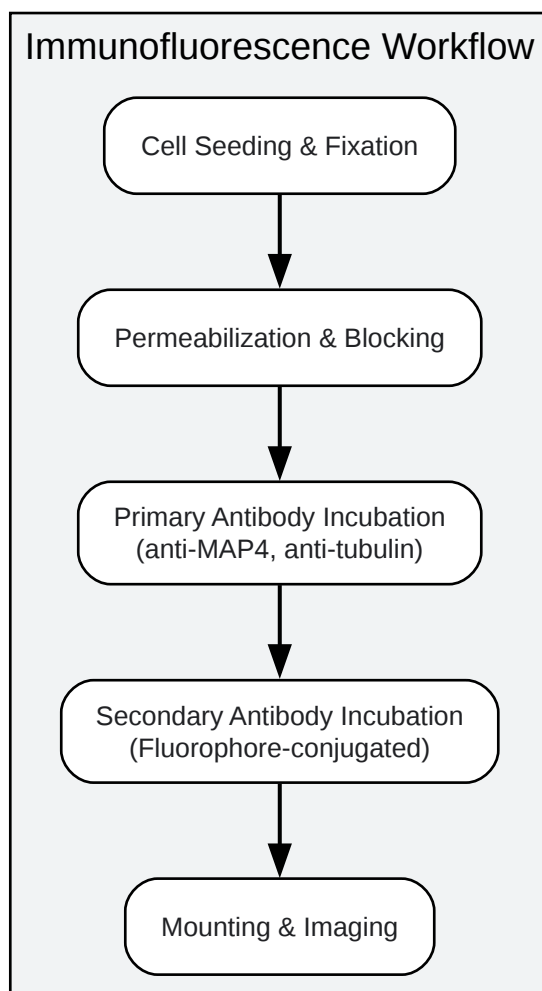 Immunofluorescence Workflow
Cell Seeding & Fixation
Permeabilization & Blocking
Primary Antibody Incubation
(anti-MAP4, anti-tubulin)
Secondary Antibody Incubation
(Fluorophore-conjugated)
Mounting & Imaging